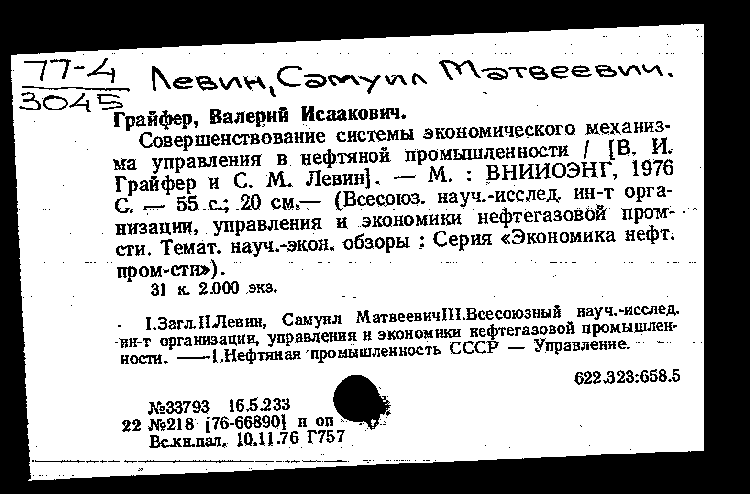 77-4
3045
Левин, Самуил Матвеевич.
Грайфер, Валерий Исаакович.
Совершенствование системы экономического механиз-
ма управления в нефтяной промышленности / [В. И.
Грайфер и С. М. Левин]. — М. : ВНИИОЭНГ, 1976
С. — 55 с.; 20 см.— (Всесоюз. науч.-исслед. ин-т орга-
низации, управления и экономики нефтегазовой пром-
сти. Темат. науч.-экон. обзоры : Серия «Экономика нефт.
пром-сти»).
31 к. 2.000 экз.
I.Загл.II.Левин, Самуил МатвеевичIII.Всесоюзный науч.-исслед.
ин-т организации, управления и экономики нефтегазовой промышлен-
ности. —— 1.Нефтяная промышленность СССР — Управление.
622.323:658.5
№33793 16.5.233
22 №218 [76-66890] п оп
Вс.кн.пал. 10.11.76 Г757